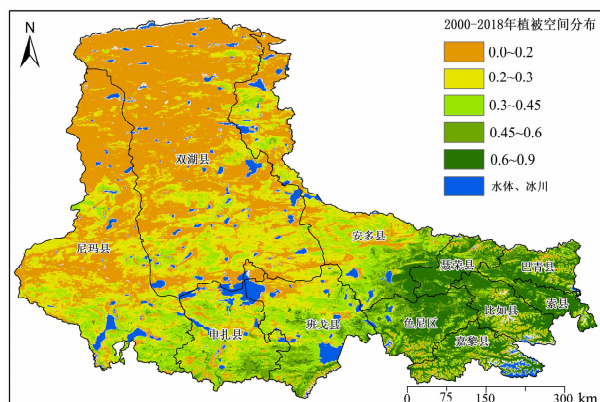 N
2000-2018年植被空间分布
0.0~0.2
0.2~0.3
0.3~0.45
0.45~0.6
0.6~0.9
水体、冰川
双湖县
尼玛县
安多县
聂荣县
巴青县
索县
比如县
色尼区
班戈县
申扎县
嘉黎县
0 75 150 300 km